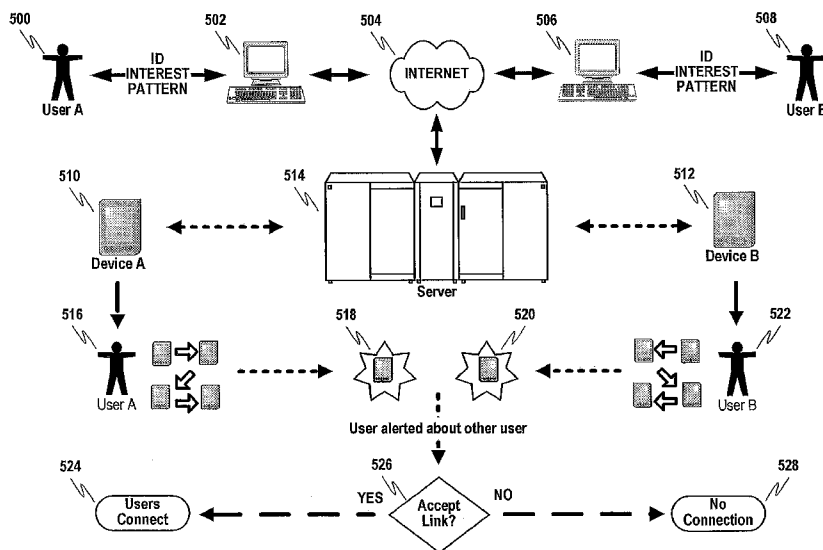 500
502
504
506
508
ID
INTEREST
PATTERN
INTERNET
ID
INTEREST
PATTERN
User A
User B
510
514
512
Device A
Server
Device B
516
518
520
522
User A
User B
User alerted about other user
524
526
528
YES
NO
Users
Connect
Accept
Link?
No
Connection